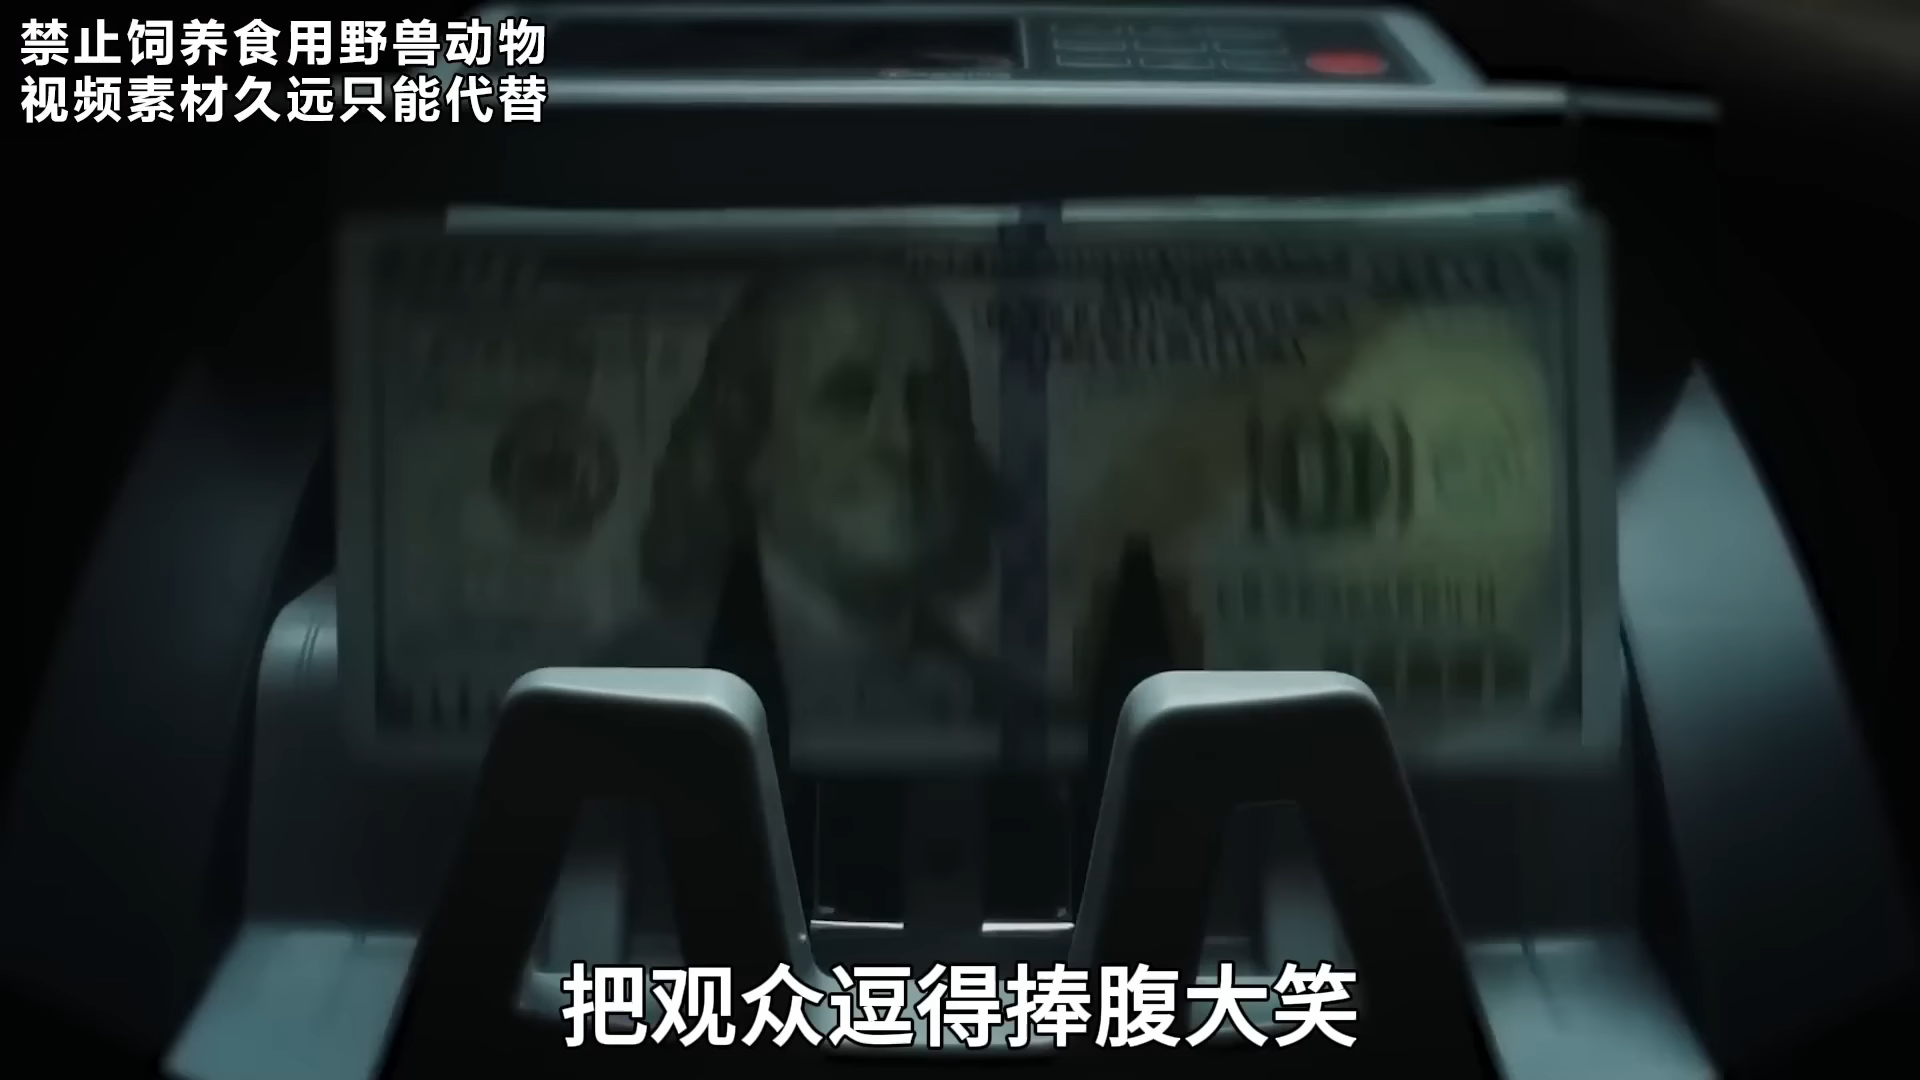 禁止饲养食用野兽动物
视频素材久远只能代替
把观众逗得捧腹大笑